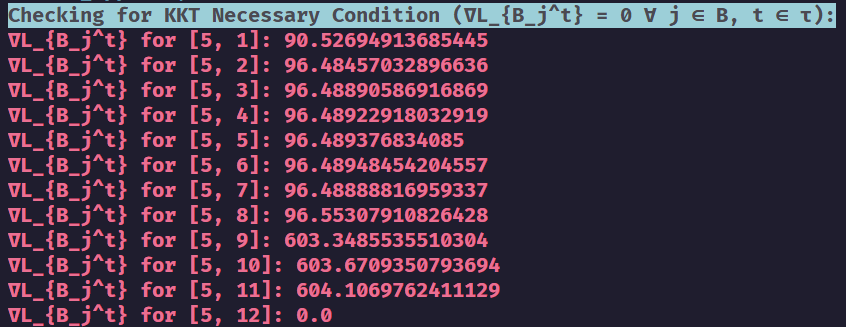 Checking for KKT Necessary Condition (∇L_{B_j^t} = 0 ∀ j ∈ B, t ∈ τ):
∇L_{B_j^t} for [5, 1]: 90.52694913685445
∇L_{B_j^t} for [5, 2]: 96.48457032896636
∇L_{B_j^t} for [5, 3]: 96.48890586916869
∇L_{B_j^t} for [5, 4]: 96.48922918032919
∇L_{B_j^t} for [5, 5]: 96.489376834085
∇L_{B_j^t} for [5, 6]: 96.48948454204557
∇L_{B_j^t} for [5, 7]: 96.48888816959337
∇L_{B_j^t} for [5, 8]: 96.55307910826428
∇L_{B_j^t} for [5, 9]: 603.3485535510304
∇L_{B_j^t} for [5, 10]: 603.6709350793694
∇L_{B_j^t} for [5, 11]: 604.1069762411129
∇L_{B_j^t} for [5, 12]: 0.0